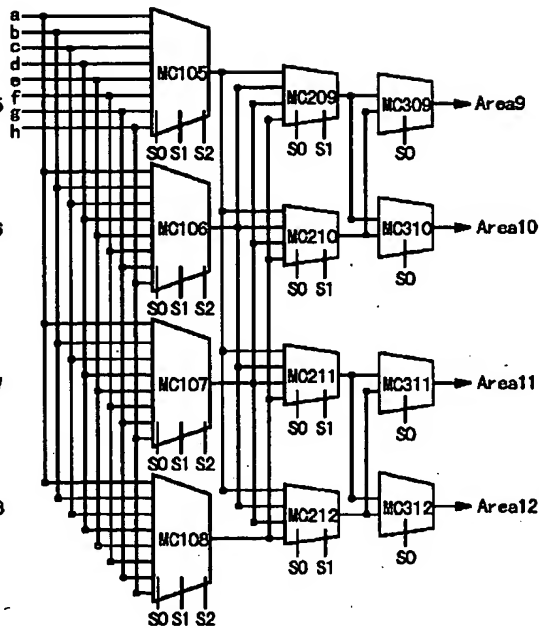 a
b
c
d
e
f
g
h
MC105
S0 S1 S2
MC209
S0 S1
MC309
S0
Area9
MC106
S0 S1 S2
MC210
S0 S1
MC310
S0
Area10
MC107
S0 S1 S2
MC211
S0 S1
MC311
S0
Area11
MC108
S0 S1 S2
MC212
S0 S1
MC312
S0
Area12